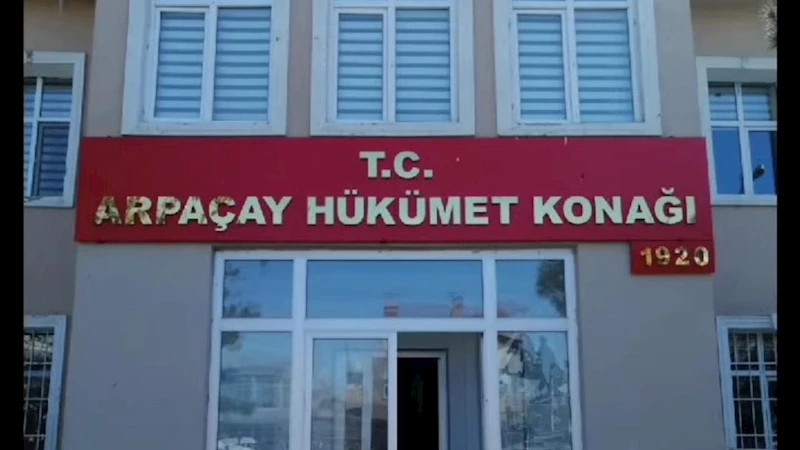 T.C.
ARPAÇAY HÜKÜMET KONAĞI
1920